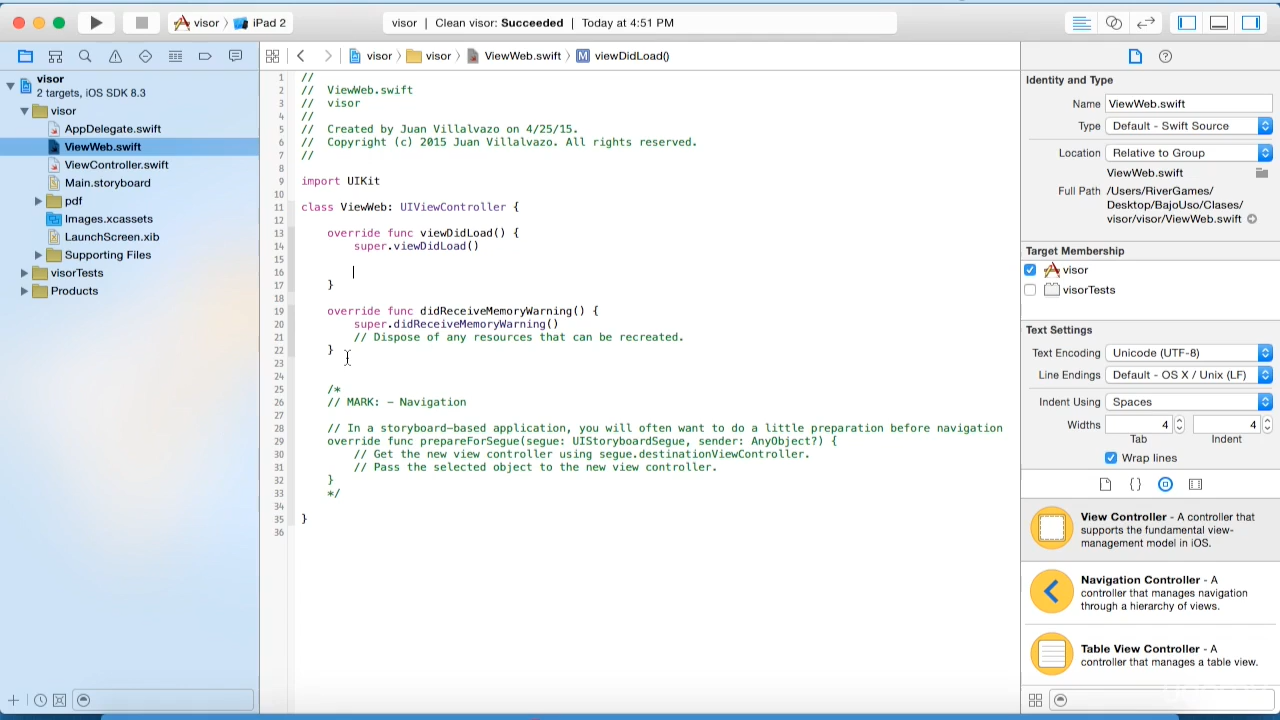 visor iPad 2
visor | Clean visor: Succeeded | Today at 4:51 PM
visor visor ViewWeb.swift M viewDidLoad()
visor
2 targets, iOS SDK 8.3
visor
AppDelegate.swift
ViewWeb.swift
ViewController.swift
Main.storyboard
pdf
Images.xcassets
LaunchScreen.xib
Supporting Files
visorTests
Products
1 //
2 // ViewWeb.swift
3 // visor
4 //
5 // Created by Juan Villalvazo on 4/25/15.
6 // Copyright (c) 2015 Juan Villalvazo. All rights reserved.
7 //
8
9 import UIKit
10
11 class ViewWeb: UIViewController {
12
13 override func viewDidLoad() {
14 super.viewDidLoad()
15
16
17 }
18
19 override func didReceiveMemoryWarning() {
20 super.didReceiveMemoryWarning()
21 // Dispose of any resources that can be recreated.
22 }
23
24
25 /*
26 // MARK: - Navigation
27
28 // In a storyboard-based application, you will often want to do a little preparation before navigation
29 override func prepareForSegue(segue: UIStoryboardSegue, sender: AnyObject?) {
30 // Get the new view controller using segue.destinationViewController.
31 // Pass the selected object to the new view controller.
32 }
33 */
34
35 }
36
Identity and Type
Name ViewWeb.swift
Type Default - Swift Source
Location Relative to Group
ViewWeb.swift
Full Path /Users/RiverGames/
Desktop/BajoUso/Clases/
visor/visor/ViewWeb.swift
Target Membership
visor
visorTests
Text Settings
Text Encoding Unicode (UTF-8)
Line Endings Default - OS X / Unix (LF)
Indent Using Spaces
Widths 4 4
Tab Indent
Wrap lines
View Controller - A controller that
supports the fundamental view-
management model in iOS.
Navigation Controller - A
controller that manages navigation
through a hierarchy of views.
Table View Controller - A
controller that manages a table view.